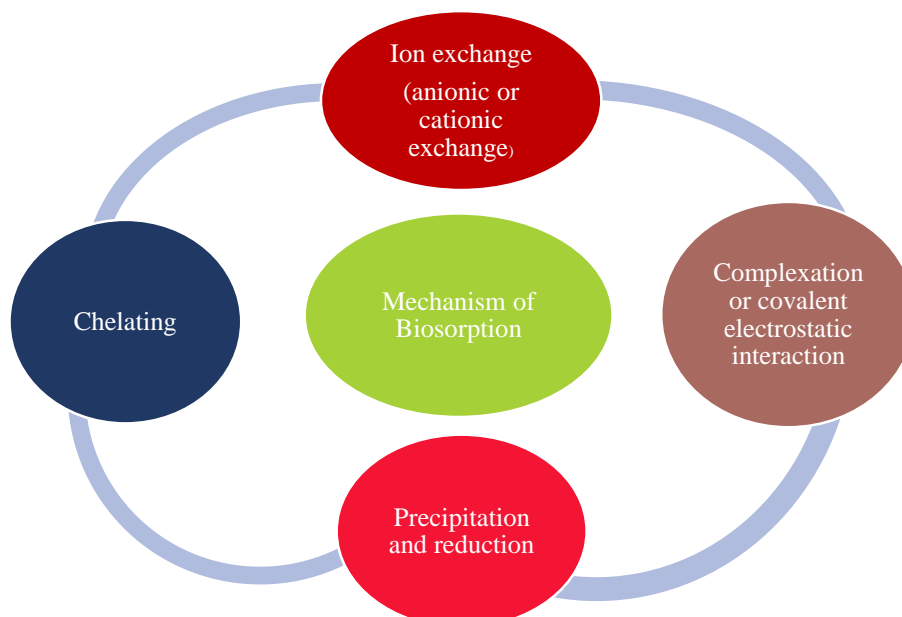 Ion exchange
(anionic or
cationic
exchange)
Chelating
Mechanism of
Biosorption
Complexation
or covalent
electrostatic
interaction
Precipitation
and reduction